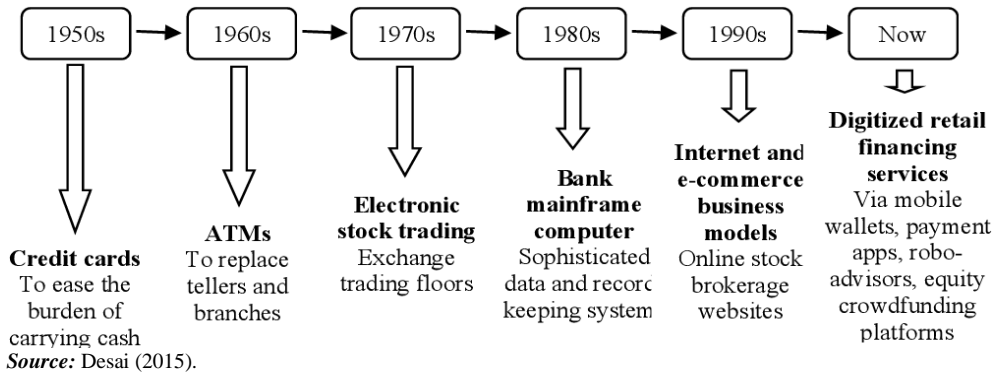 1950s
1960s
1970s
1980s
1990s
Now
Credit cards
To ease the
burden of
carrying cash
ATMs
To replace
tellers and
branches
Electronic
stock trading
Exchange
trading floors
Bank
mainframe
computer
Sophisticated
data and record
keeping system
Internet and
e-commerce
business
models
Online stock
brokerage
websites
Digitized retail
financing
services
Via mobile
wallets, payment
apps, robo-
advisors, equity
crowdfunding
platforms
Source: Desai (2015).